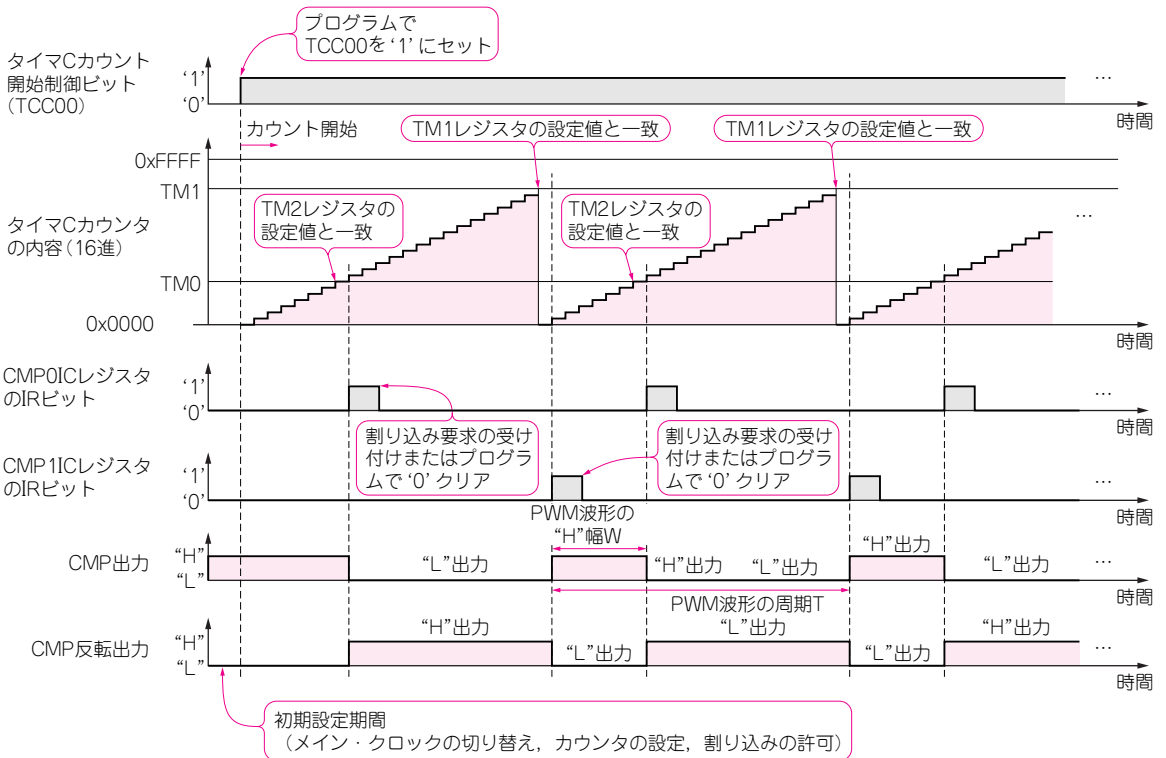 プログラムで
TCC00を‘1’にセット
タイマCカウント
開始制御ビット
(TCC00)
‘1’
‘0’
…
時間
カウント開始
TM1レジスタの設定値と一致
TM1レジスタの設定値と一致
0xFFFF
TM1
TM2レジスタの
設定値と一致
TM2レジスタの
設定値と一致
…
タイマCカウンタ
の内容(16進)
TM0
0x0000
時間
CMP0ICレジスタ
のIRビット
‘1’
‘0’
…
時間
割り込み要求の受け
付けまたはプログラ
ムで‘0’クリア
割り込み要求の受け
付けまたはプログラ
ムで‘0’クリア
CMP1ICレジスタ
のIRビット
‘1’
‘0’
…
時間
PWM波形の
“H”幅W
CMP出力
“H”
“L”
“L”出力
“H”出力
“L”出力
“H”出力
“L”出力
…
時間
PWM波形の周期T
CMP反転出力
“H”
“L”
“H”出力
“L”出力
“L”出力
“L”出力
“H”出力
…
時間
初期設定期間
(メイン・クロックの切り替え，カウンタの設定，割り込みの許可)